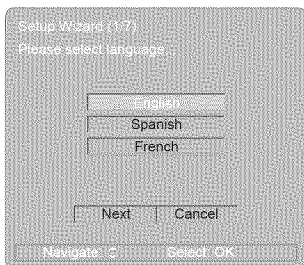 Setup Wizard (1/7)
Please select language...
English
Spanish
French
Next Cancel
Navigate: Select: OK